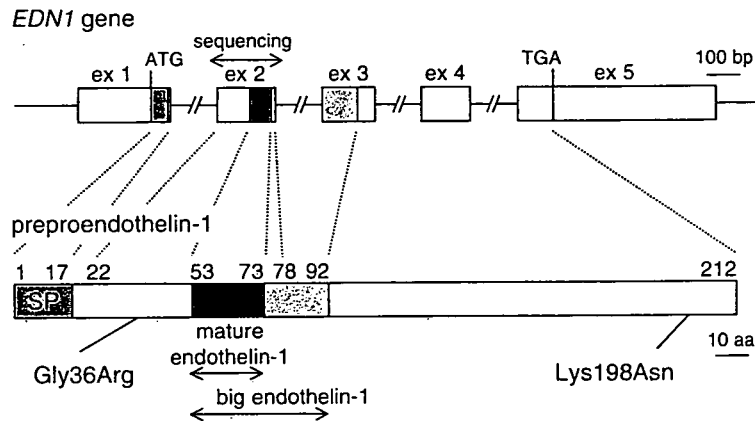 EDN1 gene
sequencing
ATG
TGA
ex 1
ex 2
ex 3
ex 4
ex 5
100 bp
preproendothelin-1
1 17 22 53 73 78 92 212
SP
mature
endothelin-1
big endothelin-1
Gly36Arg
Lys198Asn
10 aa